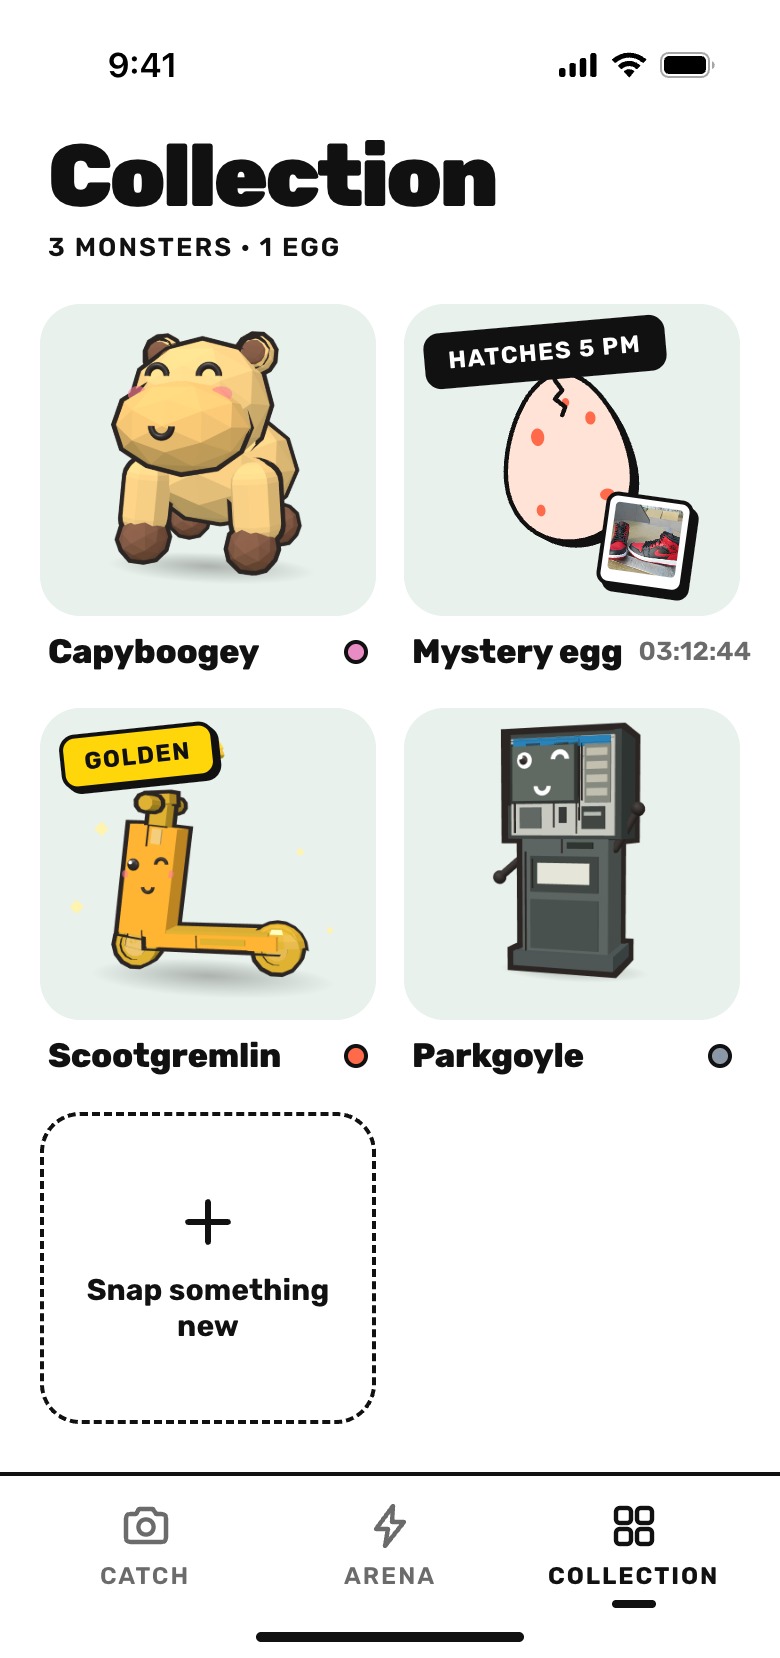 9:41
Collection
3 MONSTERS • 1 EGG
HATCHES 5 PM
Capyboogey
Mystery egg 03:12:44
GOLDEN
Scootgremlin
Parkgoyle
Snap something
new
CATCH
ARENA
COLLECTION